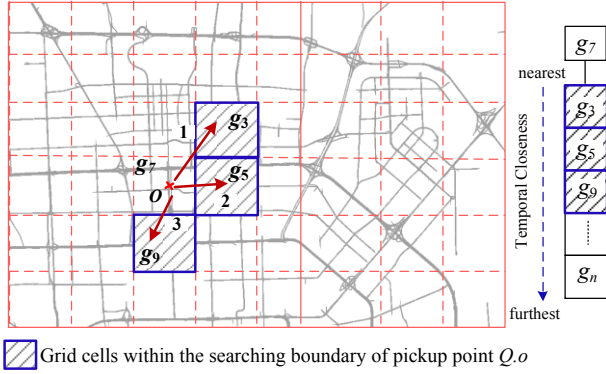 g3
1
g7
g5
o
2
3
g9
g7
nearest
g3
g5
g9
Temporal Closeness
gn
furthest
Grid cells within the searching boundary of pickup point Q.o